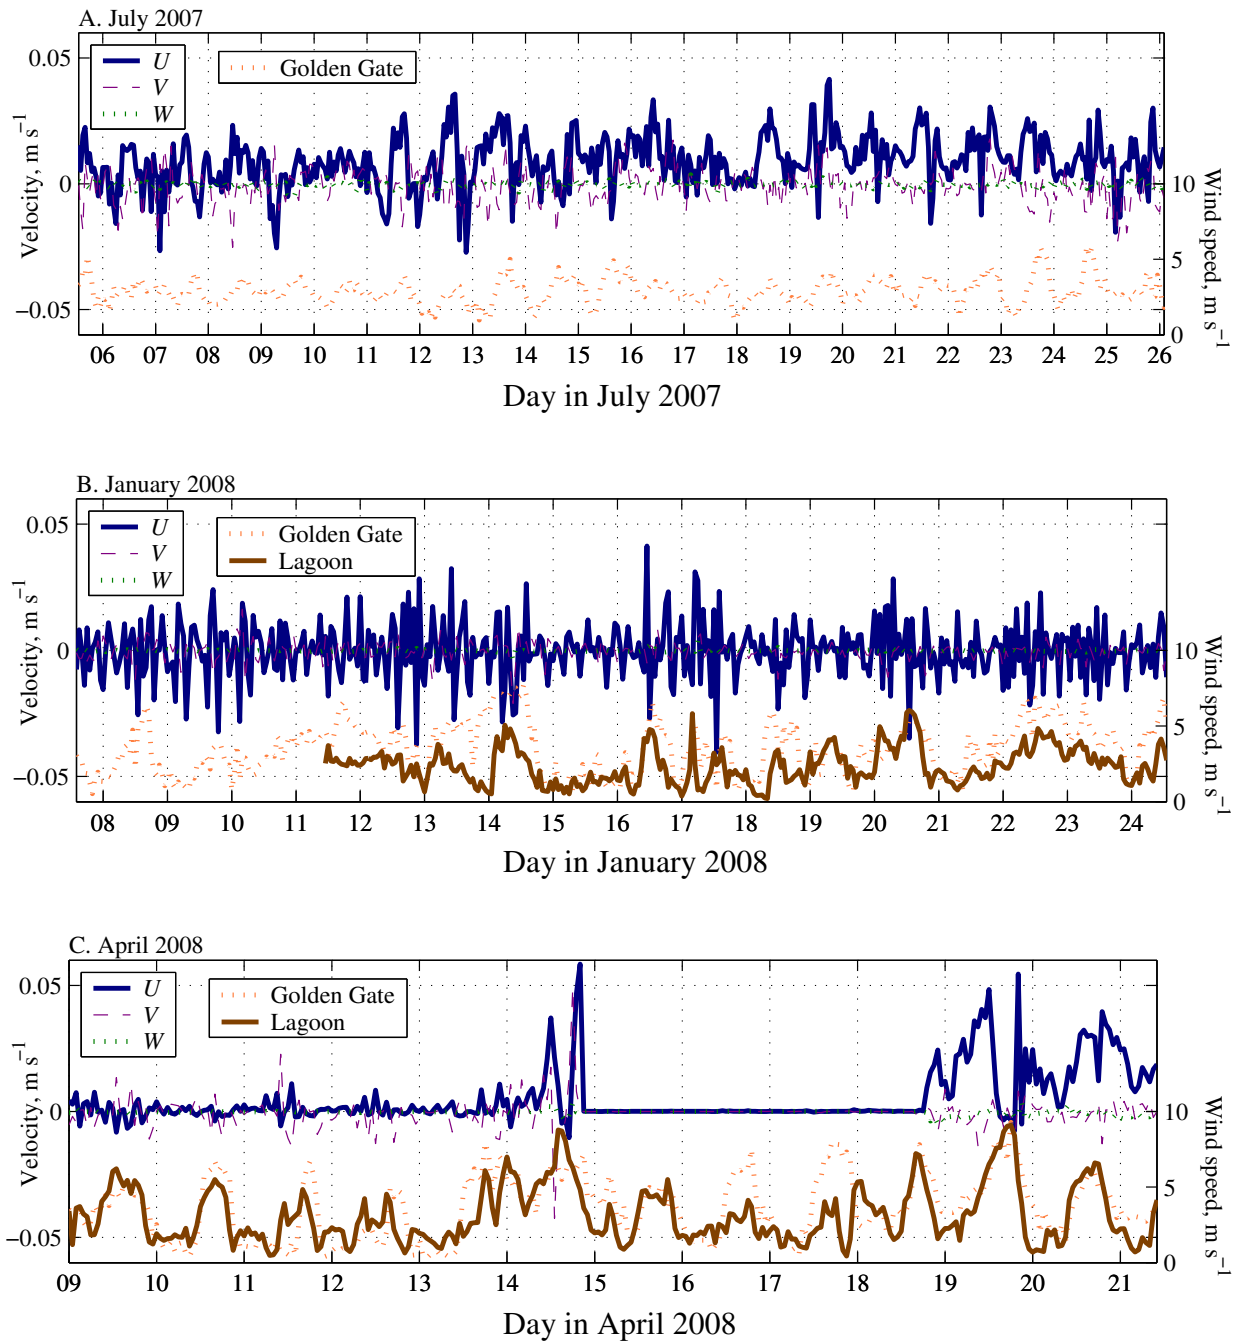 A. July 2007
0.05
0
−0.05
Velocity, m s−1
U
V
W
Golden Gate
10
5
0
Wind speed, m s−1
06 07 08 09 10 11 12 13 14 15 16 17 18 19 20 21 22 23 24 25 26
Day in July 2007
B. January 2008
0.05
0
−0.05
Velocity, m s−1
U
V
W
Golden Gate
Lagoon
10
5
0
Wind speed, m s−1
08 09 10 11 12 13 14 15 16 17 18 19 20 21 22 23 24
Day in January 2008
C. April 2008
0.05
0
−0.05
Velocity, m s−1
U
V
W
Golden Gate
Lagoon
10
5
0
Wind speed, m s−1
09 10 11 12 13 14 15 16 17 18 19 20 21
Day in April 2008